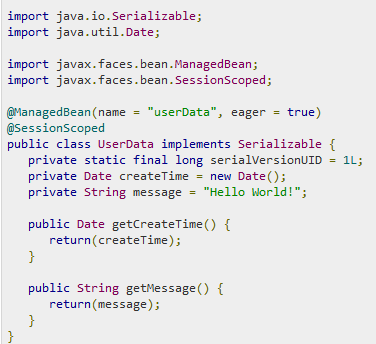 import java.io.Serializable;
import java.util.Date;

import javax.faces.bean.ManagedBean;
import javax.faces.bean.SessionScoped;

@ManagedBean(name = "userData", eager = true)
@SessionScoped
public class UserData implements Serializable {
   private static final long serialVersionUID = 1L;
   private Date createTime = new Date();
   private String message = "Hello World!";

   public Date getCreateTime() {
      return(createTime);
   }

   public String getMessage() {
      return(message);
   }
}